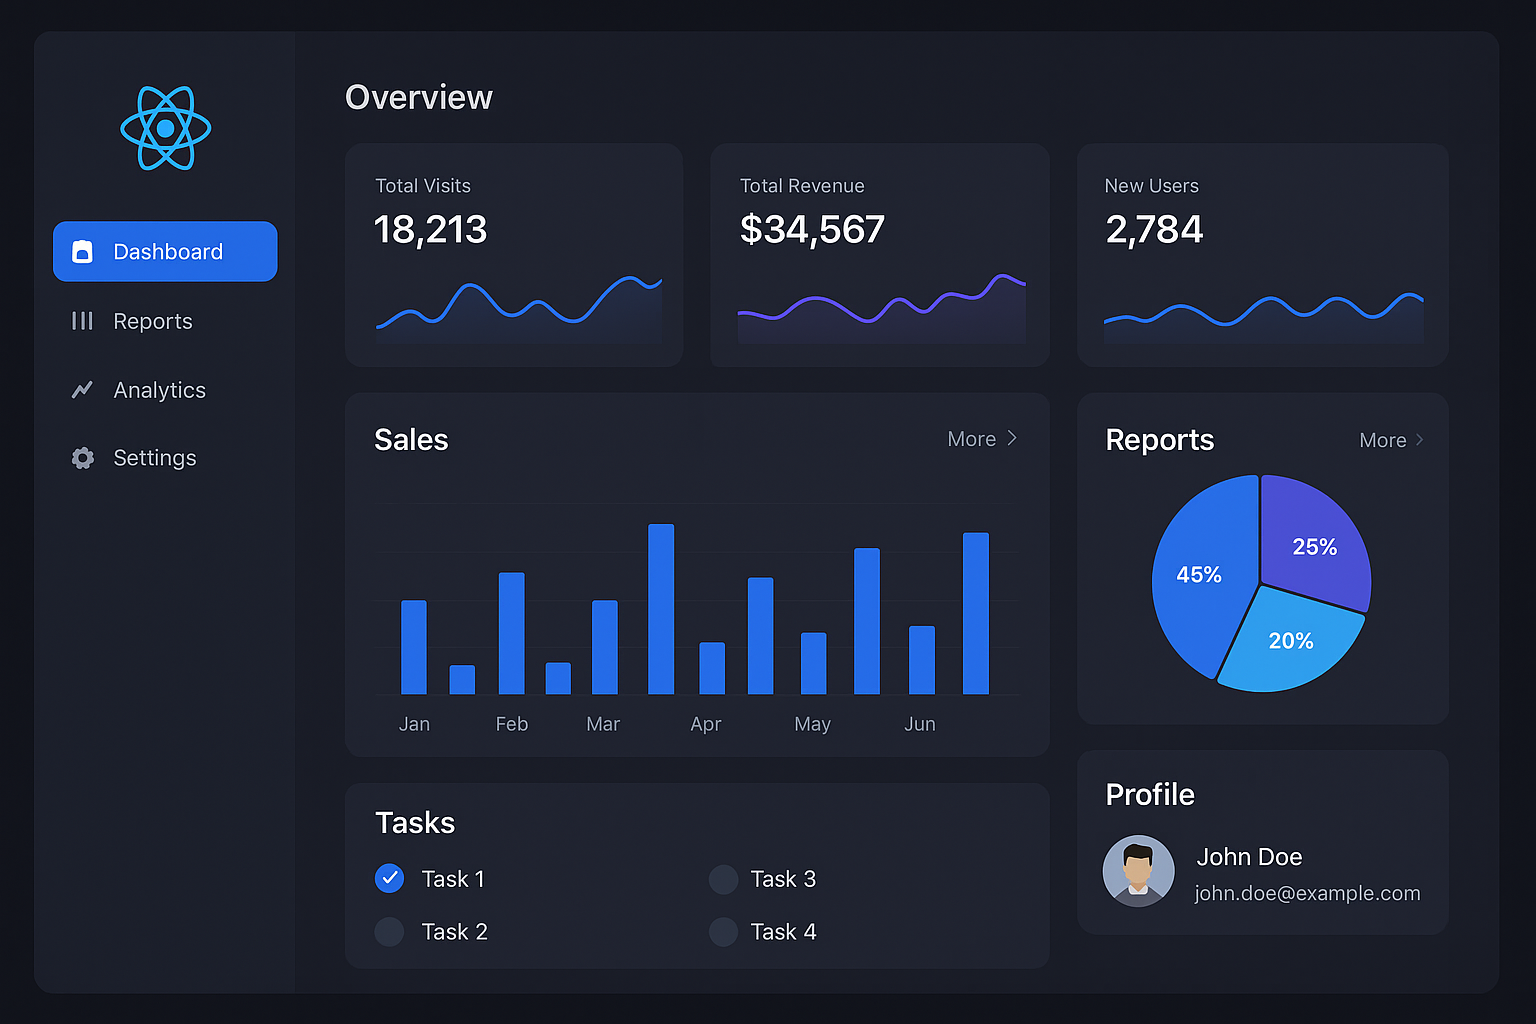 Overview
Dashboard
Reports
Analytics
Settings
Total Visits
18,213
Total Revenue
$34,567
New Users
2,784
Sales
More
Jan
Feb
Mar
Apr
May
Jun
Reports
More
45%
25%
20%
Tasks
Task 1
Task 3
Task 2
Task 4
Profile
John Doe
john.doe@example.com